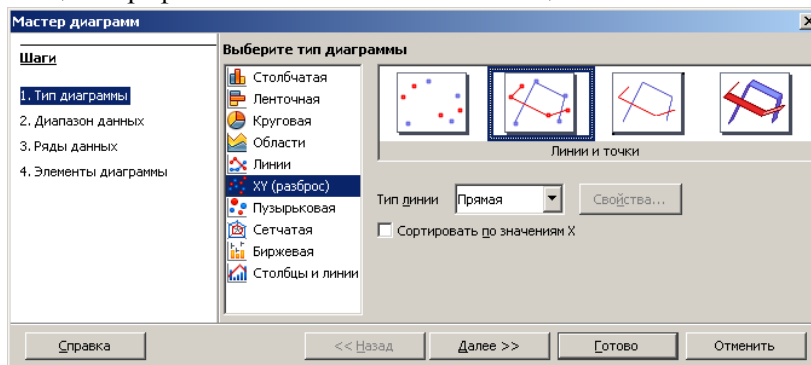 Мастер диаграмм
Шаги
1. Тип диаграммы
2. Диапазон данных
3. Ряды данных
4. Элементы диаграммы
Выберите тип диаграммы
Столбчатая
Ленточная
Круговая
Области
Линии
XY (разброс)
Пузырьковая
Сетчатая
Биржевая
Столбцы и линии
Линии и точки
Тип линии Прямая Свойства...
Сортировать по значениям X
Справка << Назад Далее >> Готово Отменить